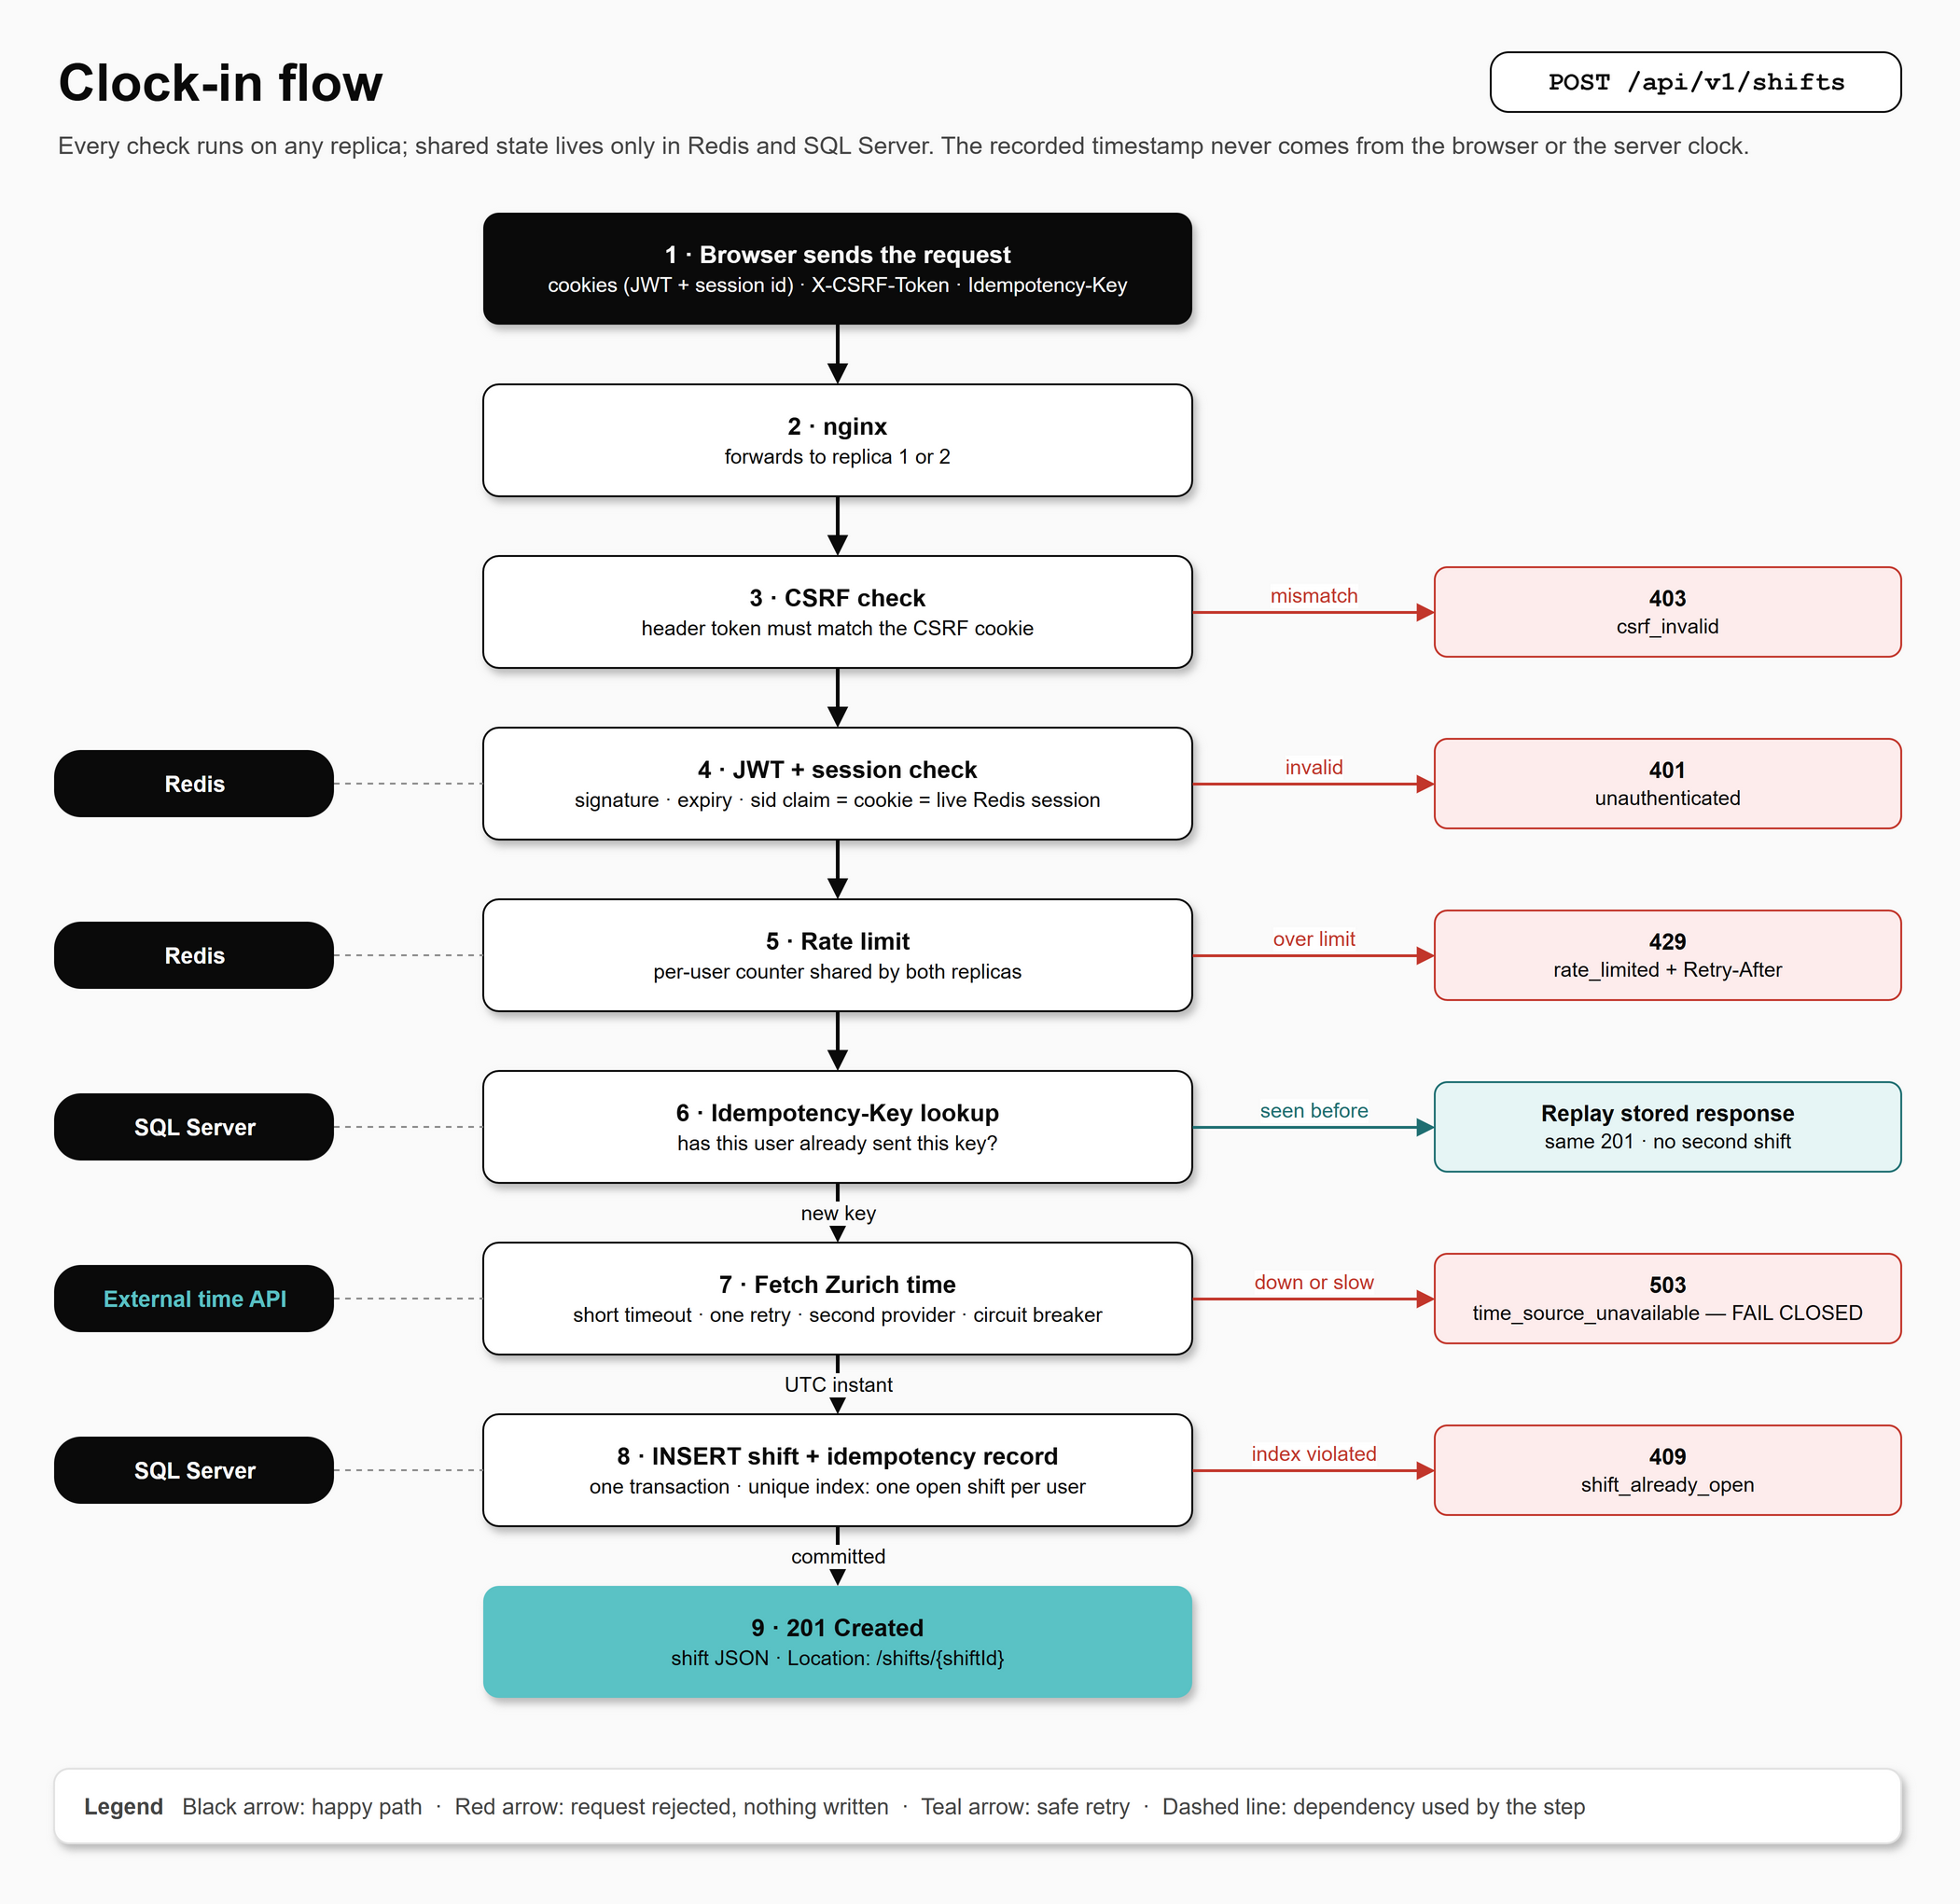 Clock-in flow
POST /api/v1/shifts
Every check runs on any replica; shared state lives only in Redis and SQL Server. The recorded timestamp never comes from the browser or the server clock.
1 · Browser sends the request
cookies (JWT + session id) · X-CSRF-Token · Idempotency-Key
2 · nginx
forwards to replica 1 or 2
3 · CSRF check
header token must match the CSRF cookie
mismatch
403
csrf_invalid
Redis
4 · JWT + session check
signature · expiry · sid claim = cookie = live Redis session
invalid
401
unauthenticated
Redis
5 · Rate limit
per-user counter shared by both replicas
over limit
429
rate_limited + Retry-After
SQL Server
6 · Idempotency-Key lookup
has this user already sent this key?
seen before
Replay stored response
same 201 · no second shift
new key
External time API
7 · Fetch Zurich time
short timeout · one retry · second provider · circuit breaker
down or slow
503
time_source_unavailable — FAIL CLOSED
UTC instant
SQL Server
8 · INSERT shift + idempotency record
one transaction · unique index: one open shift per user
index violated
409
shift_already_open
committed
9 · 201 Created
shift JSON · Location: /shifts/{shiftId}
Legend Black arrow: happy path · Red arrow: request rejected, nothing written · Teal arrow: safe retry · Dashed line: dependency used by the step